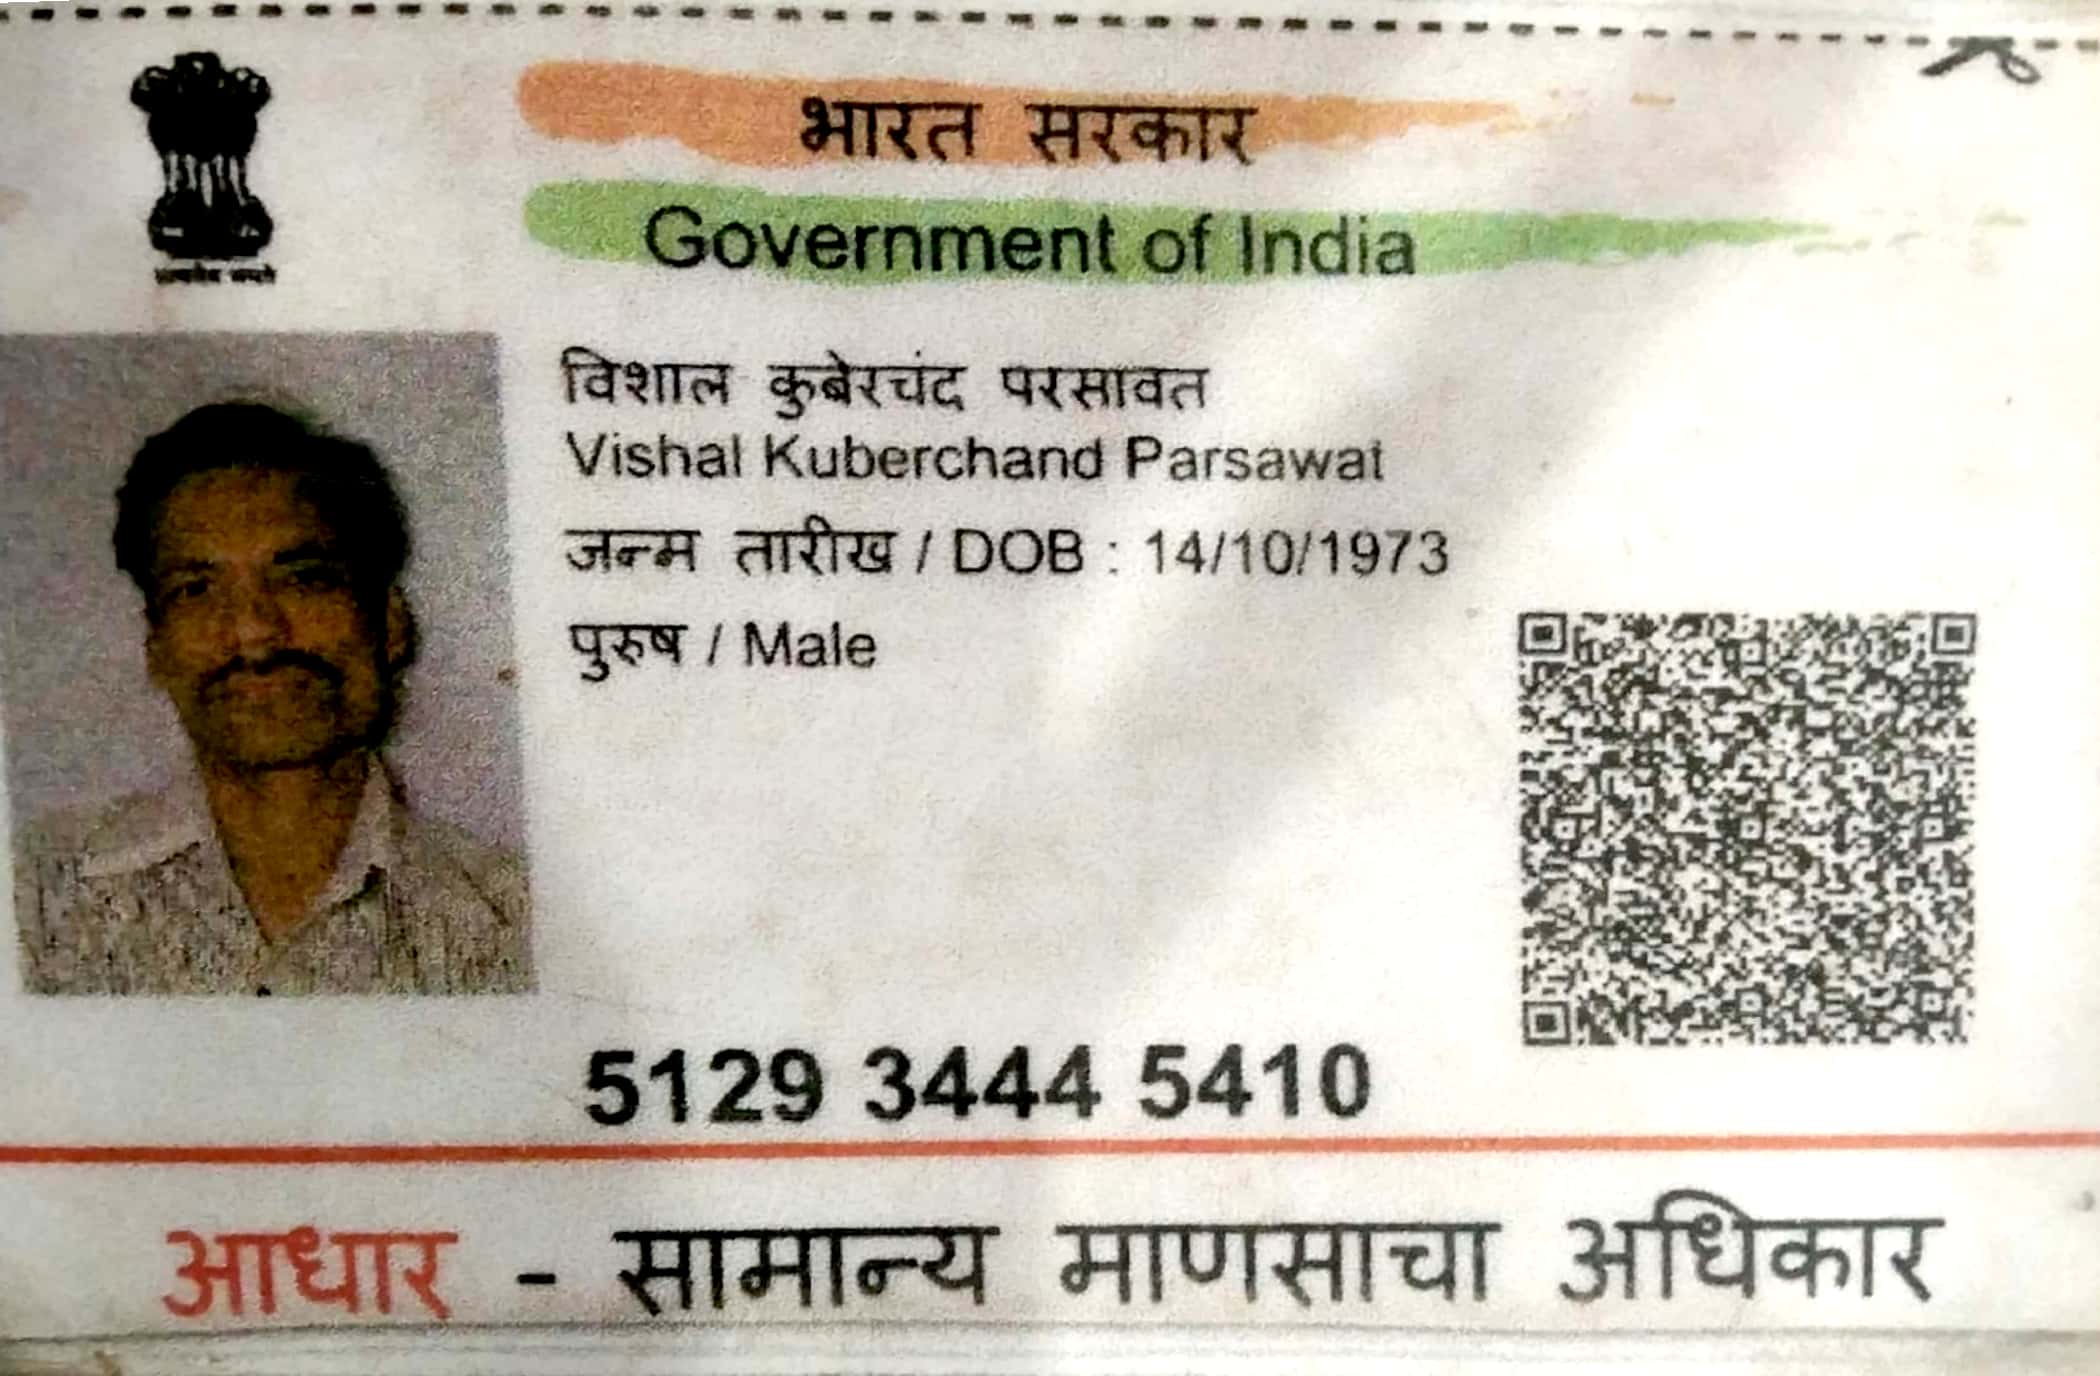 भारत सरकार
Government of India
विशाल कुबेरचंद परसावत
Vishal Kuberchand Parsawat
जन्म तारीख / DOB : 14/10/1973
पुरुष / Male
5129 3444 5410
आधार - सामान्य माणसाचा अधिकार